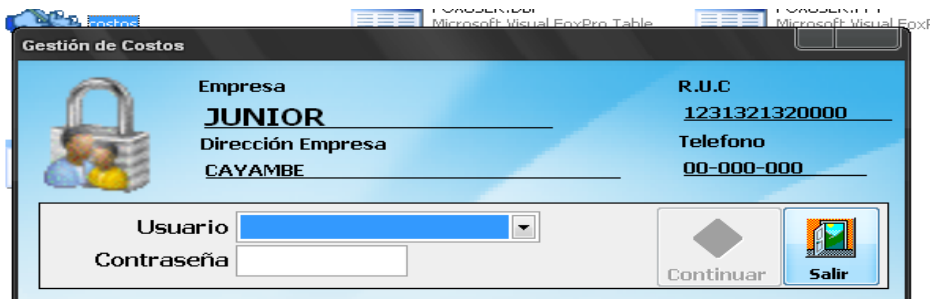 costos
FOXUSER.DBF
FOXUSER.FPT
Microsoft Visual FoxPro Table
Microsoft Visual FoxP
Gestión de Costos
Empresa
R.U.C
JUNIOR
1231321320000
Dirección Empresa
Telefono
CAYAMBE
00-000-000
Usuario
Contraseña
Continuar
Salir